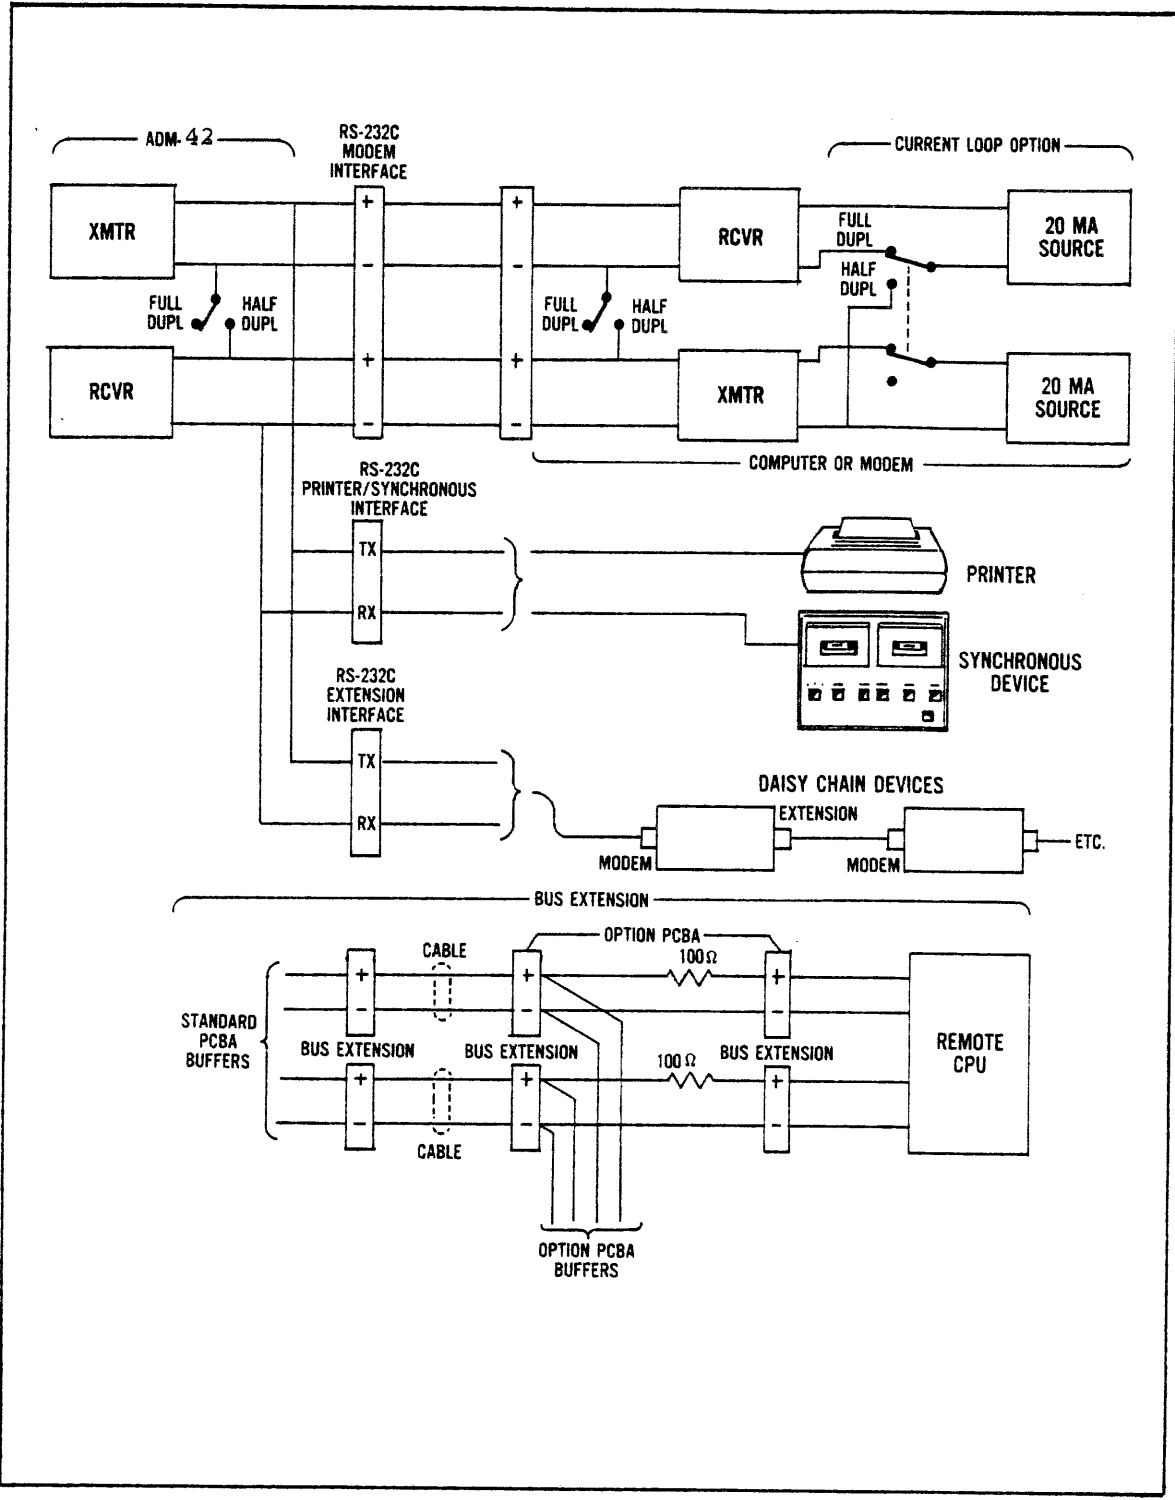 ADM-42
RS-232C
MODEM
INTERFACE
CURRENT LOOP OPTION
XMTR
+
+
RCVR
FULL
DUPL
20 MA
SOURCE
-
-
HALF
DUPL
FULL
DUPL
HALF
DUPL
FULL
DUPL
HALF
DUPL
RCVR
+
+
XMTR
20 MA
SOURCE
-
-
COMPUTER OR MODEM
RS-232C
PRINTER/SYNCHRONOUS
INTERFACE
TX
PRINTER
RX
SYNCHRONOUS
DEVICE
RS-232C
EXTENSION
INTERFACE
TX
DAISY CHAIN DEVICES
RX
EXTENSION
MODEM
MODEM
ETC.
BUS EXTENSION
OPTION PCBA
CABLE
100Ω
+
+
+
-
-
-
STANDARD
PCBA
BUFFERS
BUS EXTENSION
BUS EXTENSION
BUS EXTENSION
REMOTE
CPU
100Ω
+
+
+
-
-
-
CABLE
OPTION PCBA
BUFFERS